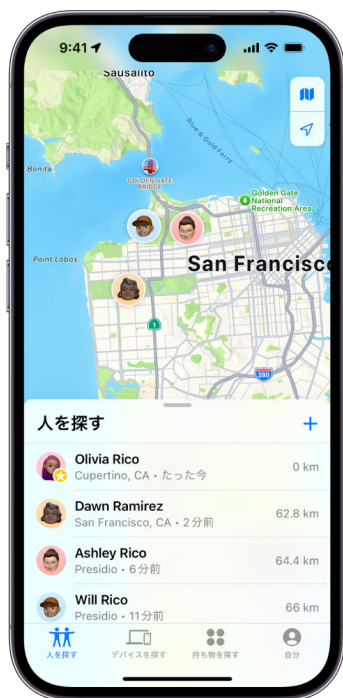 9:41
Sausalito
Blue & Gold Ferry
Bonita
GOLDEN GATE
BRIDGE
Golden Gate
National
Recreation Area
Point Lobos
San Francisco
1
280
人を探す
+
Olivia Rico
Cupertino, CA • たった今
0 km
Dawn Ramirez
San Francisco, CA • 2分前
62.8 km
Ashley Rico
Presidio • 6分前
64.4 km
Will Rico
Presidio • 11分前
66 km
人を探す
デバイスを探す
持ち物を探す
自分